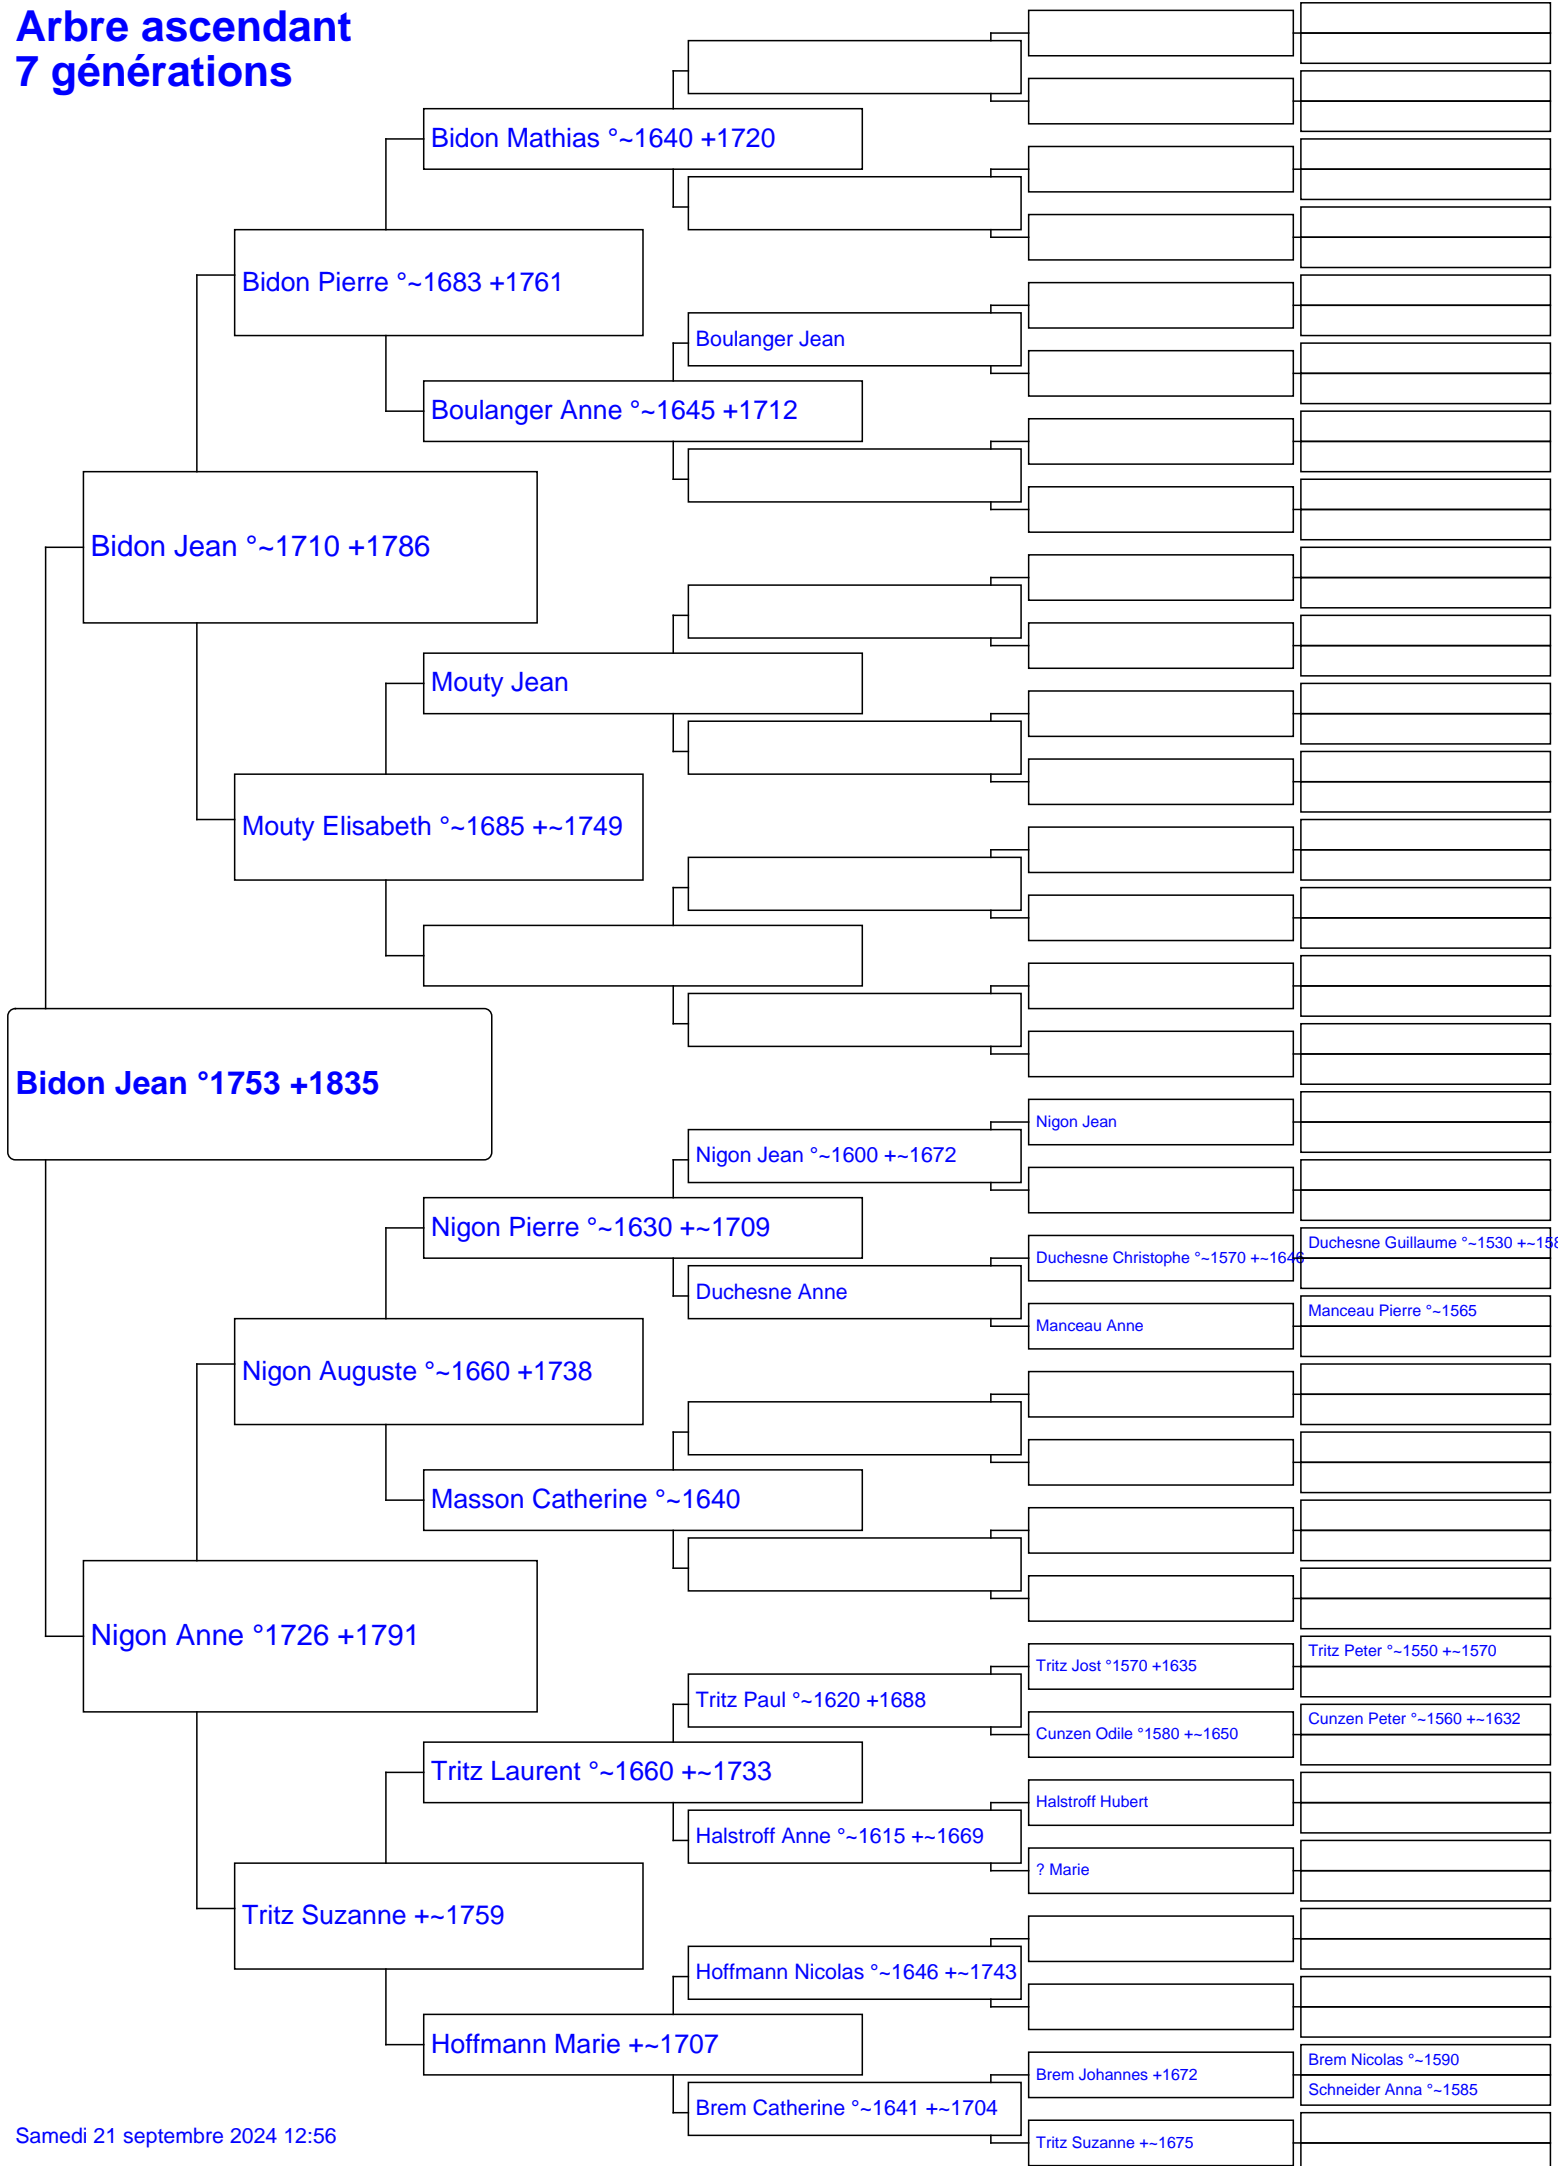 Arbre ascendant
7 générations
Bidon Mathias °~1640 +1720
Bidon Pierre °~1683 +1761
Boulanger Jean
Boulanger Anne °~1645 +1712
Bidon Jean °~1710 +1786
Mouty Jean
Mouty Elisabeth °~1685 +~1749
Bidon Jean °1753 +1835
Nigon Jean
Nigon Jean °~1600 +~1672
Nigon Pierre °~1630 +~1709
Duchesne Guillaume °~1530 +~158
Duchesne Christophe °~1570 +~1646
Duchesne Anne
Manceau Pierre °~1565
Manceau Anne
Nigon Auguste °~1660 +1738
Masson Catherine °~1640
Nigon Anne °1726 +1791
Tritz Peter °~1550 +~1570
Tritz Jost °1570 +1635
Tritz Paul °~1620 +1688
Cunzen Peter °~1560 +~1632
Cunzen Odile °1580 +~1650
Tritz Laurent °~1660 +~1733
Halstroff Hubert
Halstroff Anne °~1615 +~1669
? Marie
Tritz Suzanne +~1759
Hoffmann Nicolas °~1646 +~1743
Hoffmann Marie +~1707
Brem Nicolas °~1590
Brem Johannes +1672
Schneider Anna °~1585
Brem Catherine °~1641 +~1704
Tritz Suzanne +~1675
Samedi 21 septembre 2024 12:56